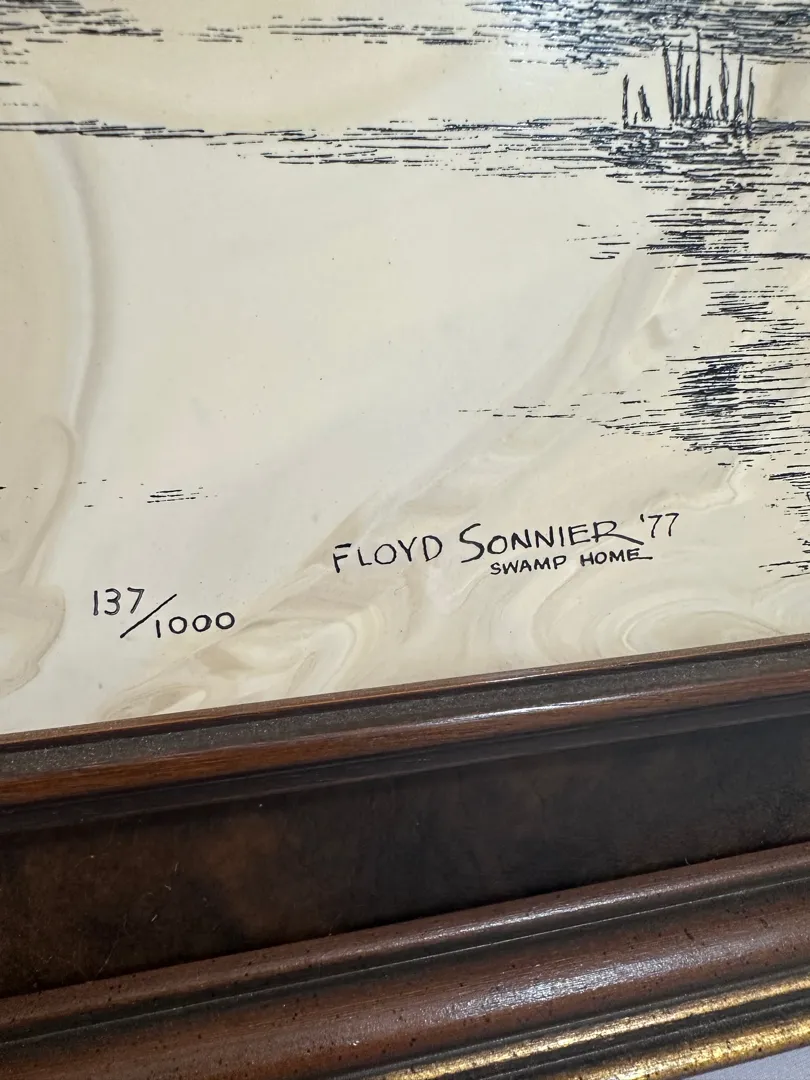 FLOYD SONNIER '77
SWAMP HOME
137/1000